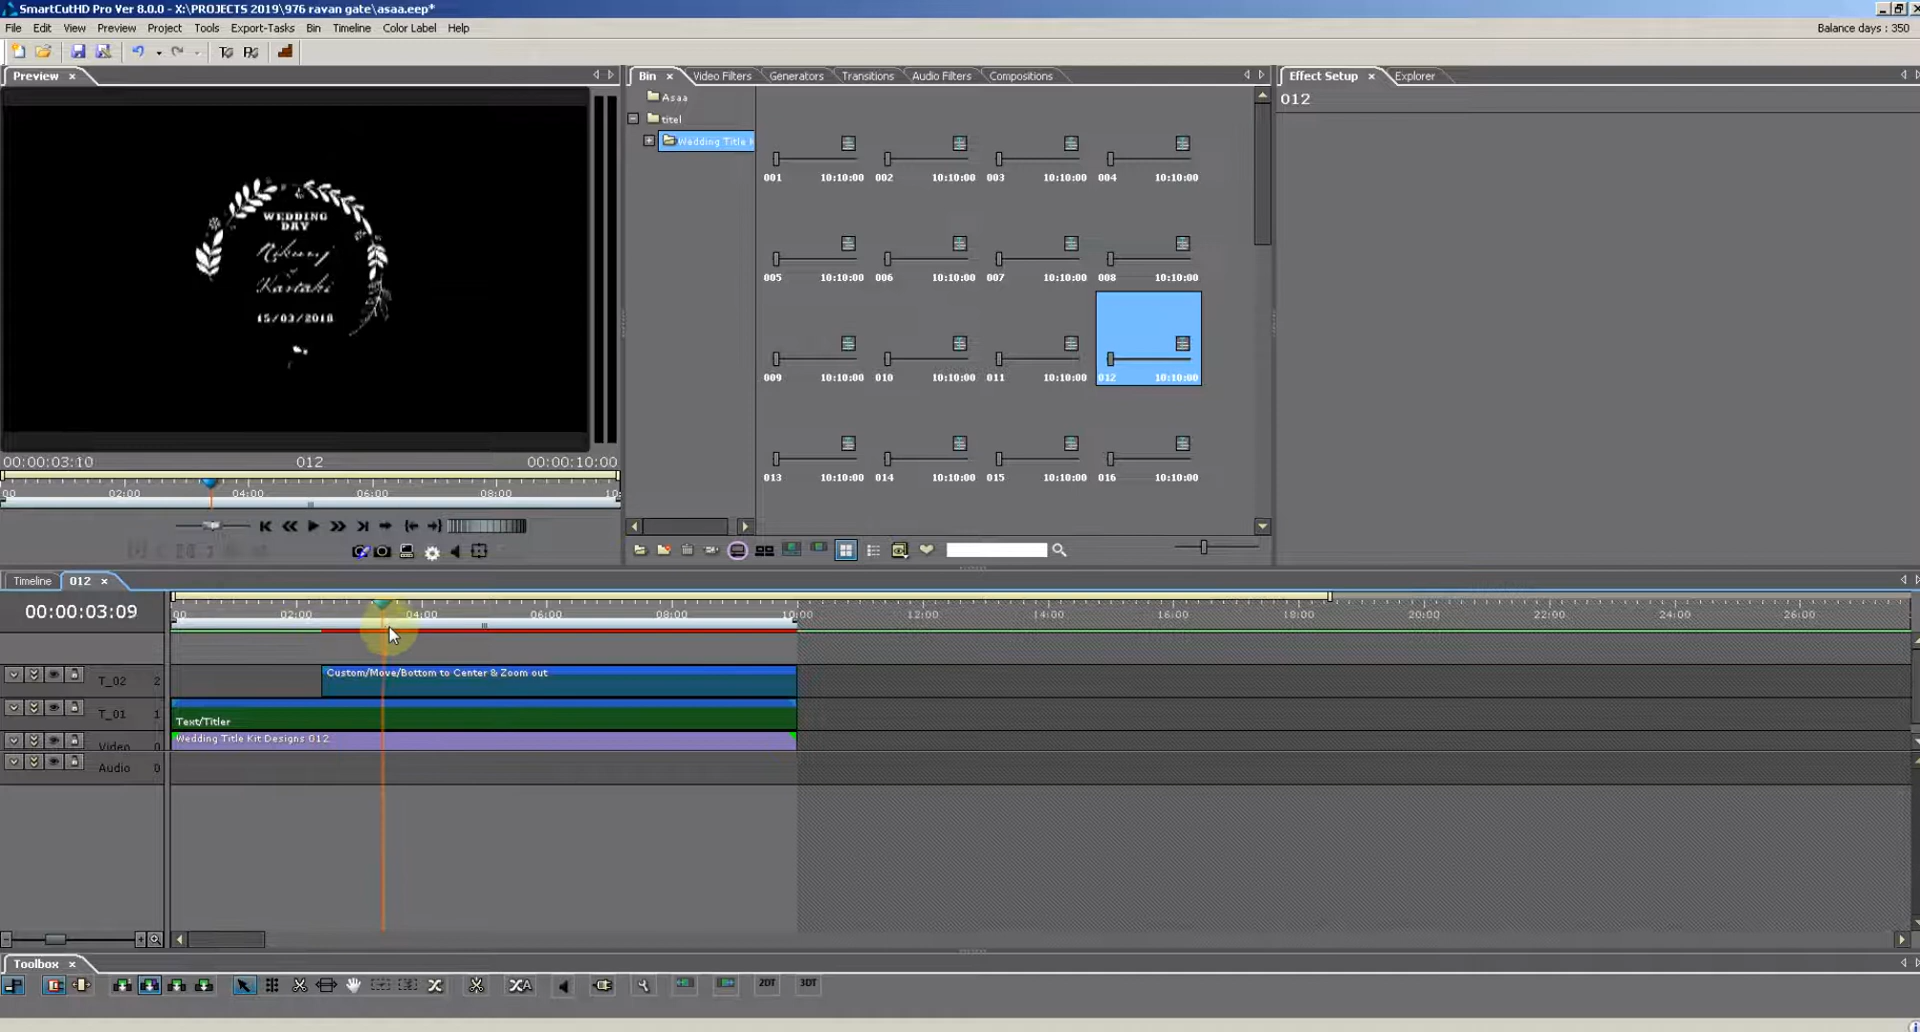 SmartCutHD Pro Ver 8.0.0 - X:\PROJECTS 2019\976 ravan gate\asaa.eep*
File Edit View Preview Project Tools Export-Tasks Bin Timeline Color Label Help
Balance days : 350
Preview
Bin Video Filters Generators Transitions Audio Filters Compositions
Effect Setup Explorer
012
Asaa
titel
Wedding Title
001 10:10:00 002 10:10:00 003 10:10:00 004 10:10:00
005 10:10:00 006 10:10:00 007 10:10:00 008 10:10:00
009 10:10:00 010 10:10:00 011 10:10:00 012 10:10:00
013 10:10:00 014 10:10:00 015 10:10:00 016 10:10:00
WEDDING
DAY
15/03/2018
00:00:03:10 012 00:00:10:00
00 02:00 04:00 06:00 08:00 10:
Timeline 012
00:00:03:09
00 02:00 04:00 06:00 08:00 10:00 12:00 14:00 16:00 18:00 20:00 22:00 24:00 26:00
T_02 2
Custom/Move/Bottom to Center & Zoom out
T_01 1
Text/Titler
Video 0
Wedding Title Kit Designs 012
Audio 0
Toolbox
XA 2DT 3DT